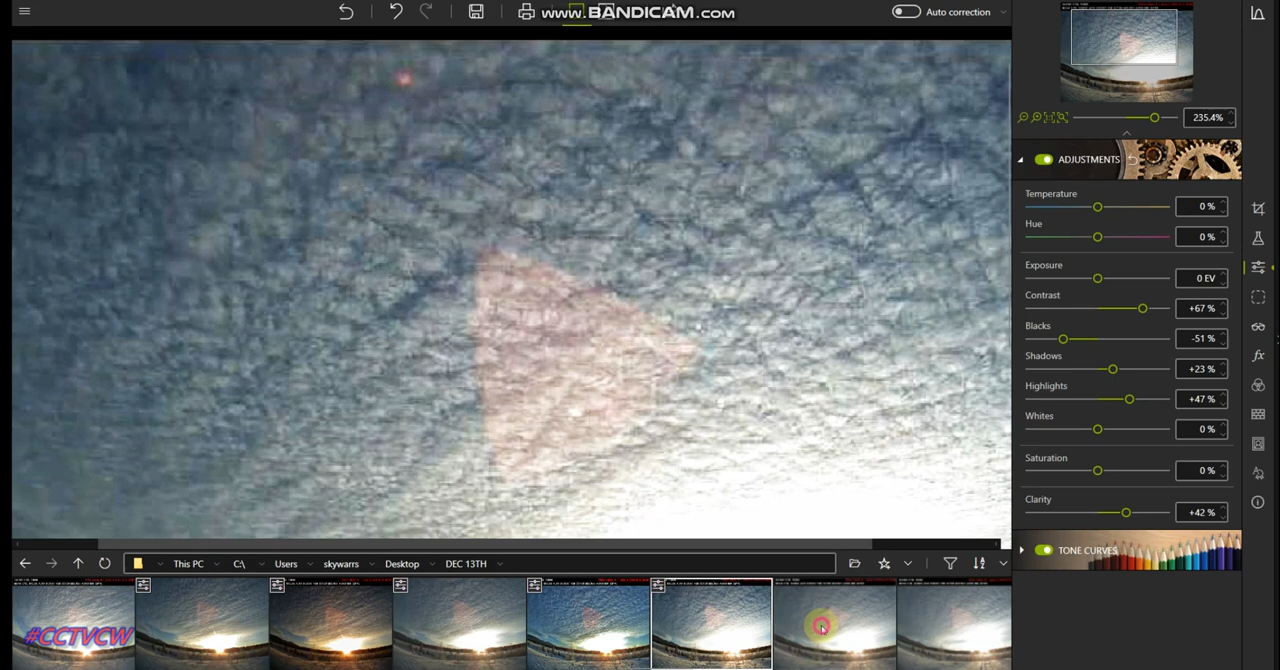 www.BANDICAM.com
Auto correction
235.4%
ADJUSTMENTS
Temperature
0 %
Hue
0 %
Exposure
0 EV
Contrast
+67 %
Blacks
-51 %
Shadows
+23 %
Highlights
+47 %
Whites
0 %
Saturation
0 %
Clarity
+42 %
TONE CURVES
This PC
C:\
Users
skywarrs
Desktop
DEC 13TH
#CCTVCW